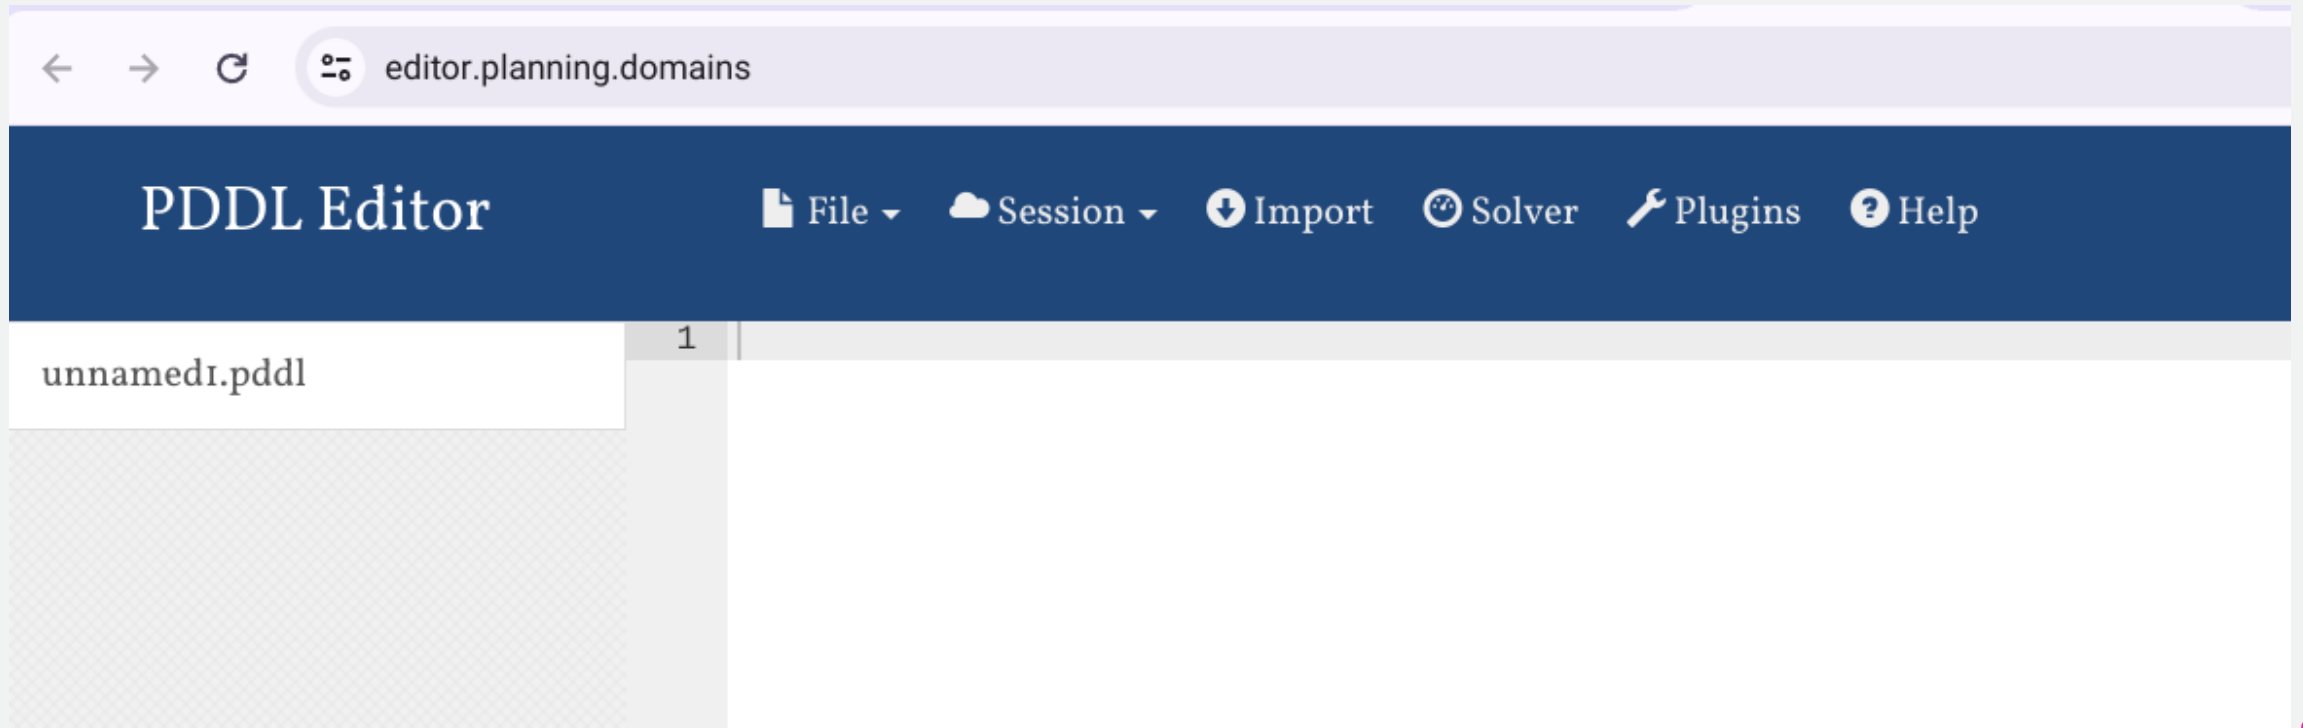 editor.planning.domains
PDDL Editor File Session Import Solver Plugins Help
unnamed1.pddl
1